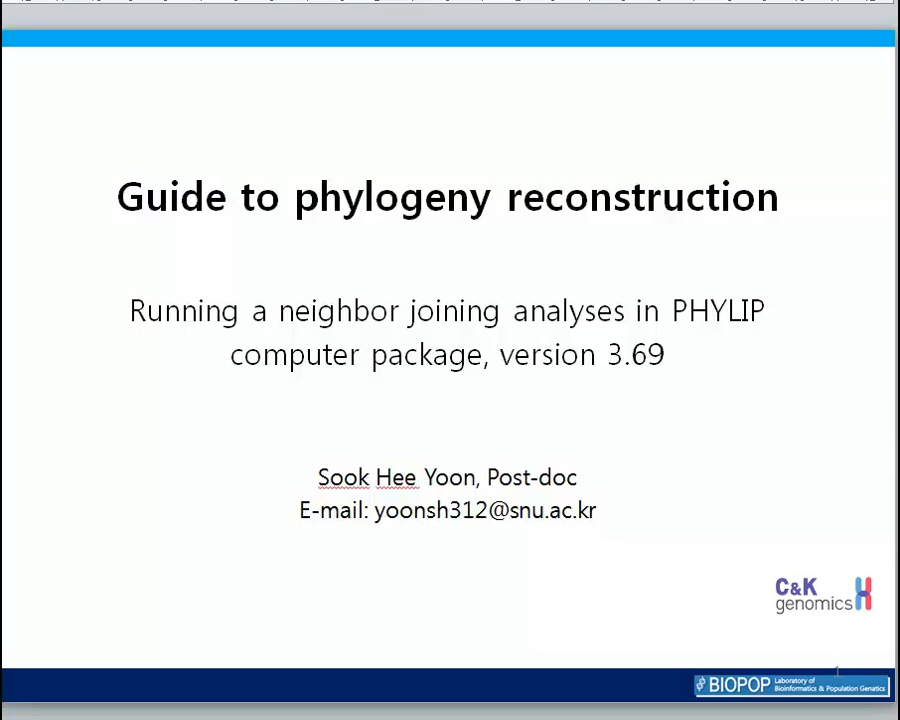 Guide to phylogeny reconstruction
Running a neighbor joining analyses in PHYLIP
computer package, version 3.69
Sook Hee Yoon, Post-doc
E-mail: yoonsh312@snu.ac.kr
C&K
genomics
1
BIOPOP
Laboratory of
Bioinformatics & Population Genetics